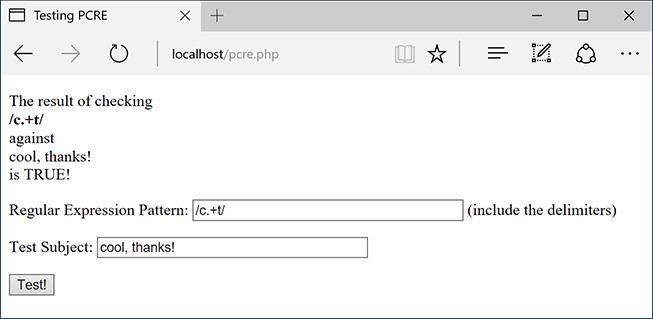 Testing PCRE
localhost/pcre.php
The result of checking
/c.+t/
against
cool, thanks!
is TRUE!
Regular Expression Pattern: /c.+t/ (include the delimiters)
Test Subject: cool, thanks!
Test!